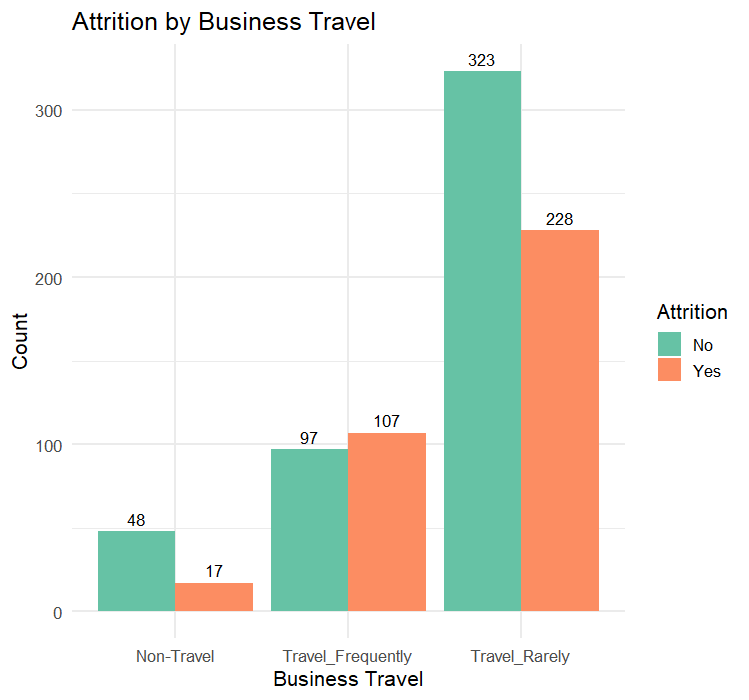 Attrition by Business Travel
323
300
228
200
Count
Attrition
No
Yes
107
97
100
48
17
0
Non-Travel Travel_Frequently Travel_Rarely
Business Travel